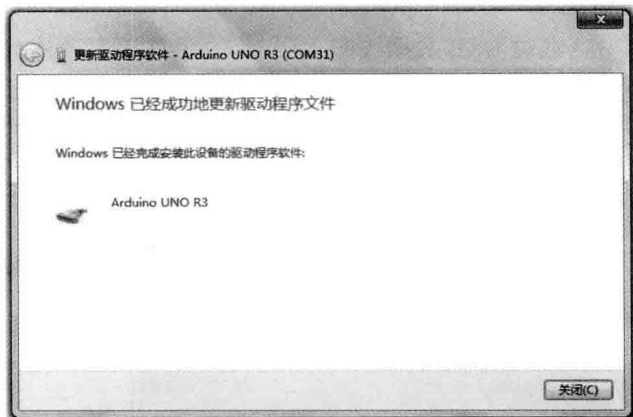 更新驱动程序软件 - Arduino UNO R3 (COM31)
Windows 已经成功地更新驱动程序文件
Windows 已经完成安装此设备的驱动程序软件:
Arduino UNO R3
关闭(C)